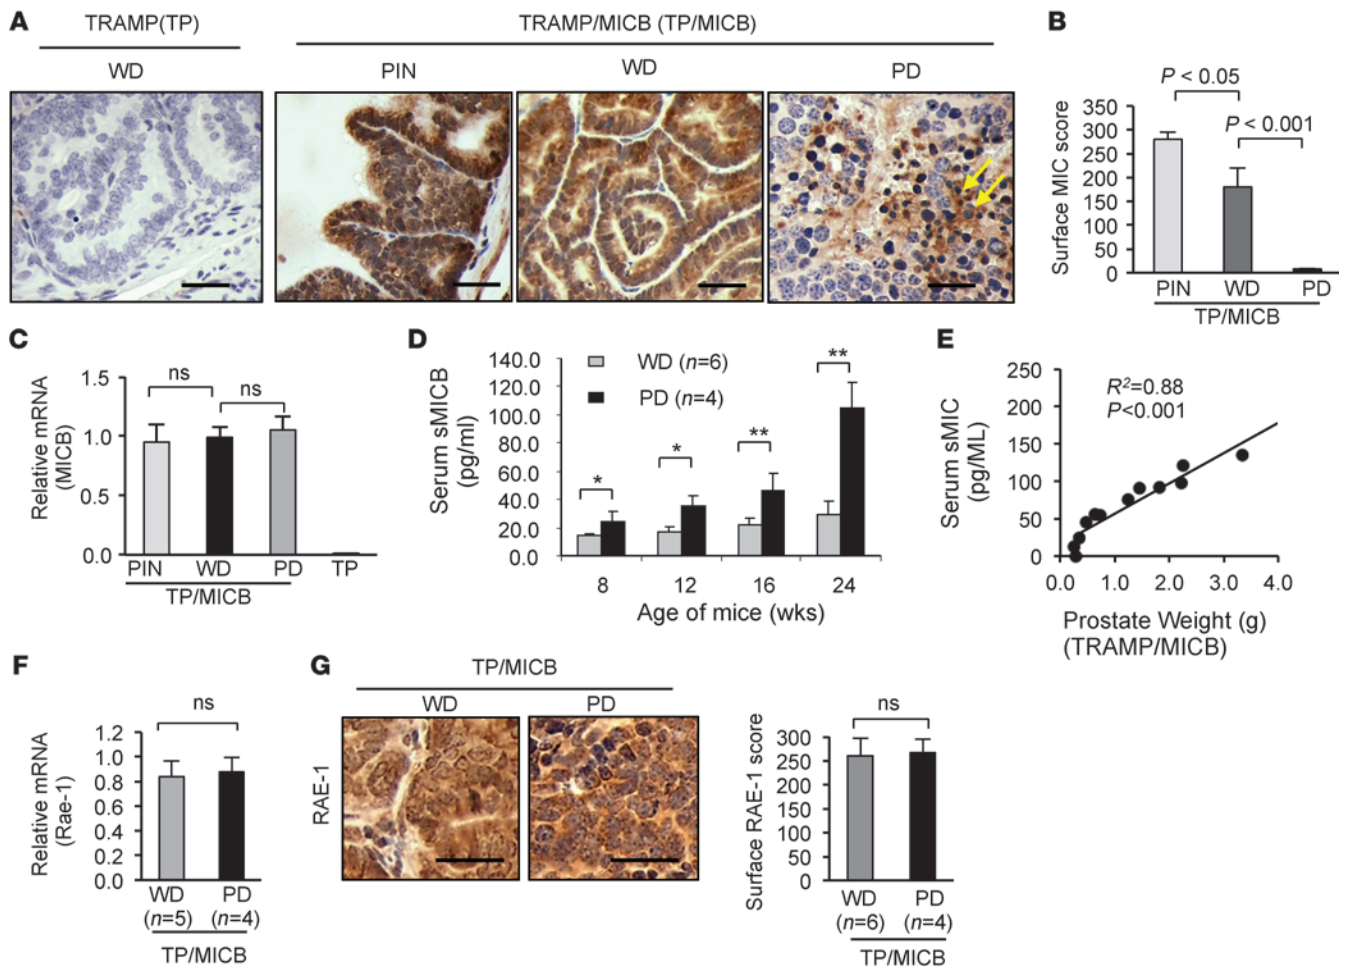 A
TRAMP(TP)
TRAMP/MICB (TP/MICB)
WD
PIN
WD
PD
B
P < 0.05
P < 0.001
Surface MIC score
350
300
250
200
150
100
50
0
PIN
WD
PD
TP/MICB
C
ns
ns
Relative mRNA
(MICB)
1.5
1.0
0.5
0.0
PIN
WD
PD
TP
TP/MICB
D
WD (n=6)
PD (n=4)
Serum sMICB
(pg/ml)
140.0
120.0
100.0
80.0
60.0
40.0
20.0
0.0
*
*
**
**
8
12
16
24
Age of mice (wks)
E
R2=0.88
P<0.001
Serum sMIC
(pg/ML)
250
200
150
100
50
0
0.0
1.0
2.0
3.0
4.0
Prostate Weight (g)
(TRAMP/MICB)
F
ns
Relative mRNA
(Rae-1)
1.2
1.0
0.8
0.6
0.4
0.2
0.0
WD
(n=5)
PD
(n=4)
TP/MICB
G
TP/MICB
WD
PD
RAE-1
ns
Surface RAE-1 score
300
250
200
150
100
50
0
WD
(n=6)
PD
(n=4)
TP/MICB